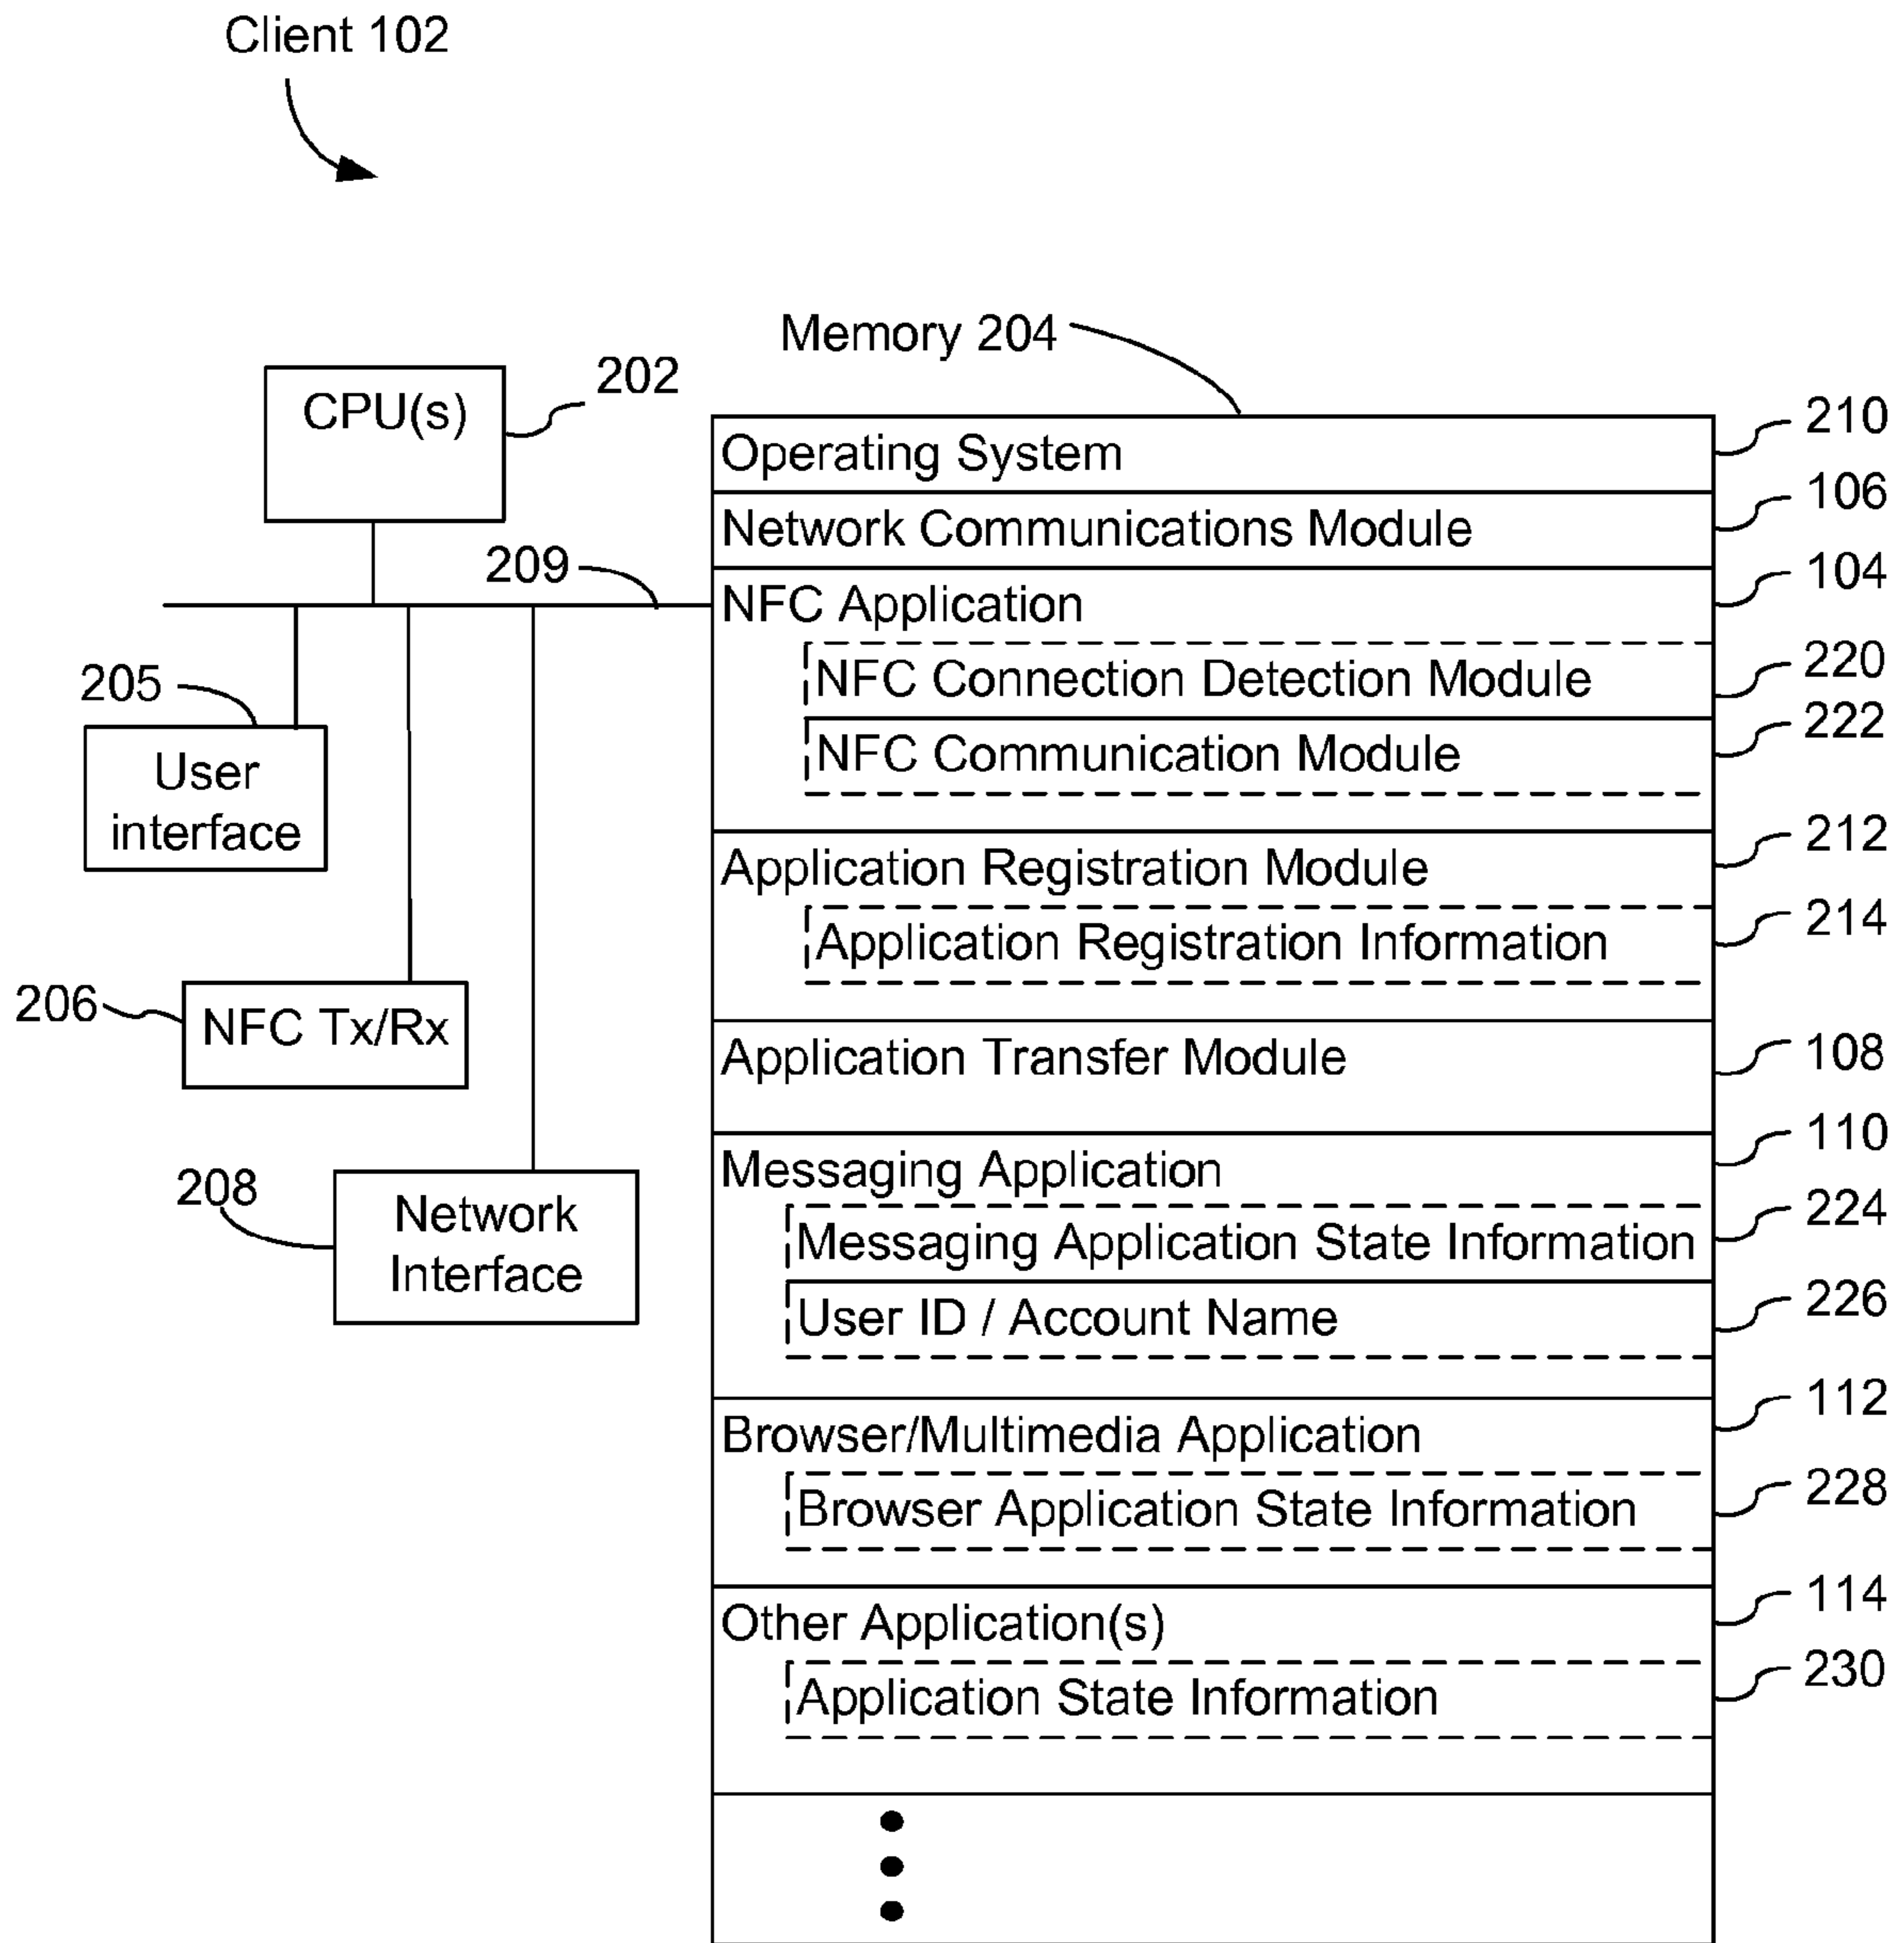 Client 102
Memory 204
CPU(s)
202
209
205
User
interface
206
NFC Tx/Rx
208
Network
Interface
Operating System
210
Network Communications Module
106
NFC Application
104
NFC Connection Detection Module
220
NFC Communication Module
222
Application Registration Module
212
Application Registration Information
214
Application Transfer Module
108
Messaging Application
110
Messaging Application State Information
224
User ID / Account Name
226
Browser/Multimedia Application
112
Browser Application State Information
228
Other Application(s)
114
Application State Information
230